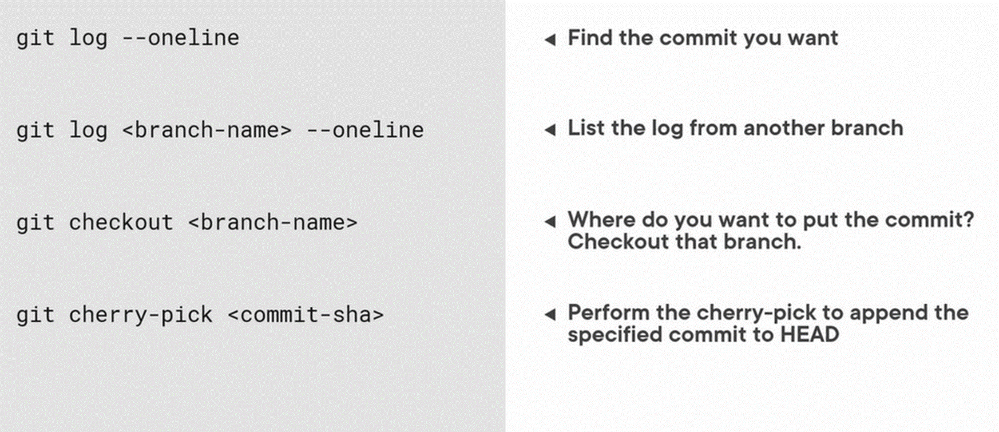 git log --oneline
◄ Find the commit you want
git log <branch-name> --oneline
◄ List the log from another branch
git checkout <branch-name>
◄ Where do you want to put the commit?
Checkout that branch.
git cherry-pick <commit-sha>
◄ Perform the cherry-pick to append the
specified commit to HEAD